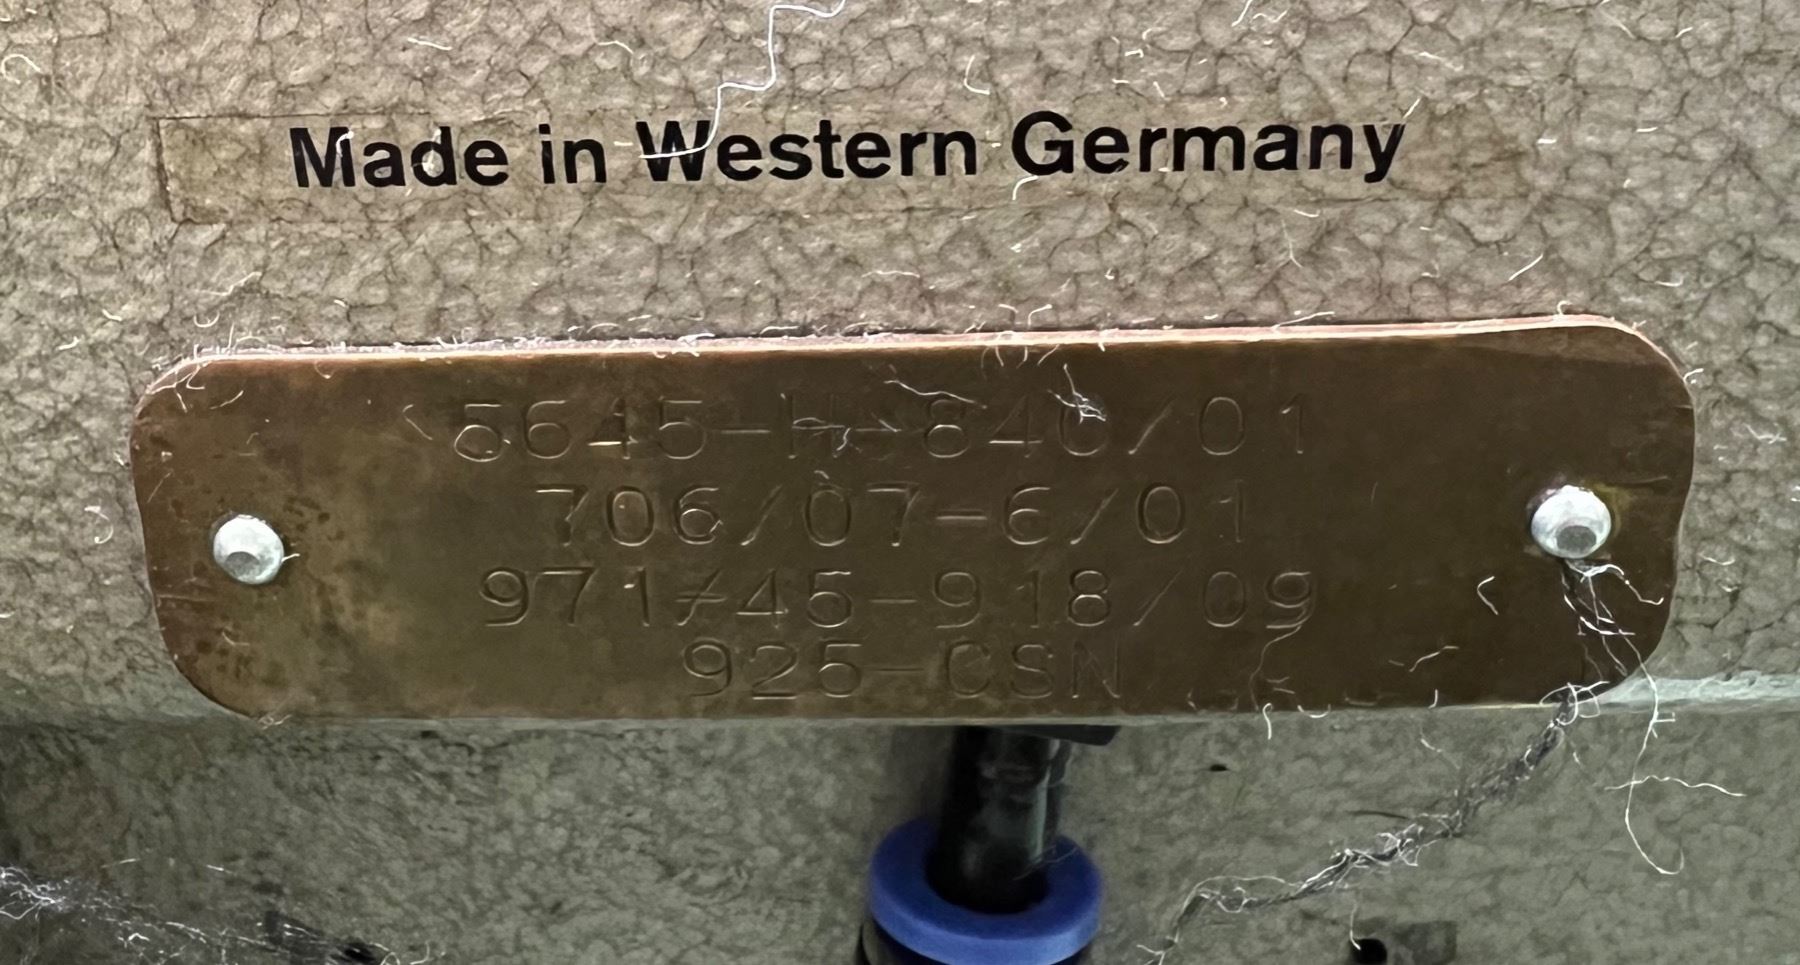 Made in Western Germany
5645-H-840/01
706/07-6/01
971/45-918/09
925-CSN